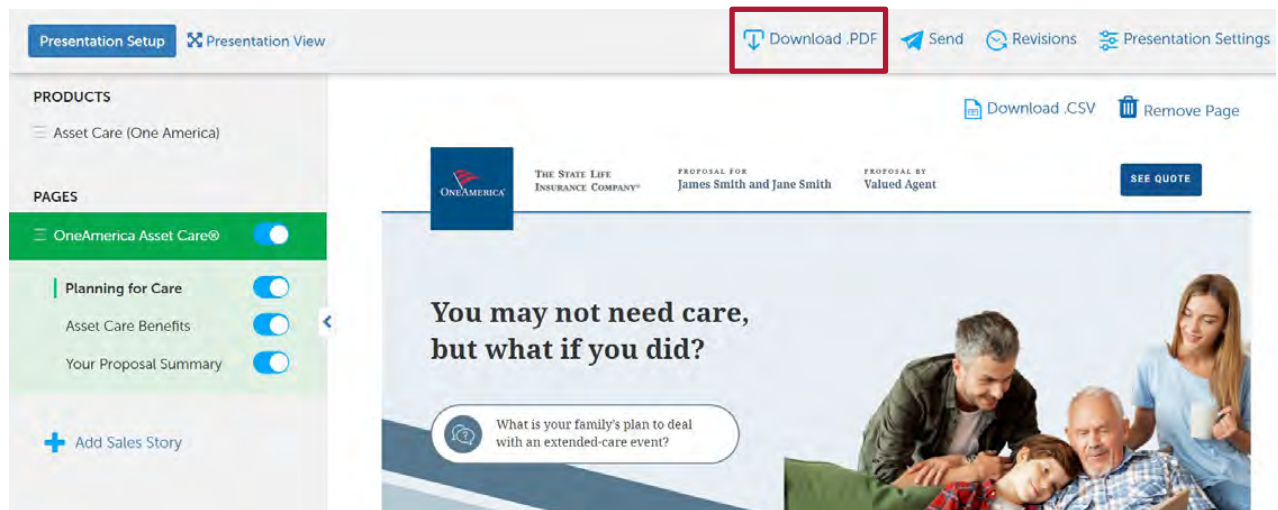 Presentation Setup
Presentation View
Download .PDF
Send
Revisions
Presentation Settings
PRODUCTS
Asset Care (One America)
PAGES
OneAmerica Asset Care®
Planning for Care
Asset Care Benefits
Your Proposal Summary
Add Sales Story
Download .CSV
Remove Page
ONEAMERICA®
THE STATE LIFE
INSURANCE COMPANY®
PROPOSAL FOR
James Smith and Jane Smith
PROPOSAL BY
Valued Agent
SEE QUOTE
You may not need care,
but what if you did?
What is your family's plan to deal
with an extended-care event?